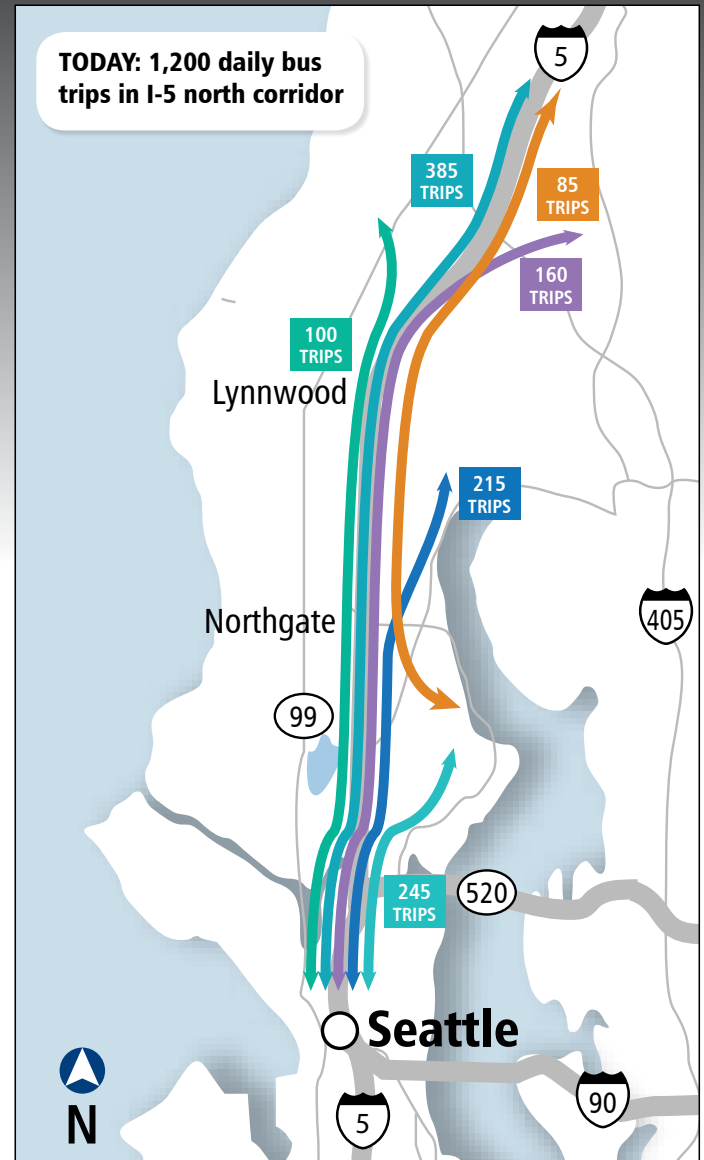 TODAY: 1,200 daily bus
trips in I-5 north corridor
5
385
TRIPS
85
TRIPS
160
TRIPS
100
TRIPS
Lynnwood
215
TRIPS
Northgate
405
99
245
TRIPS
520
Seattle
N
5
90